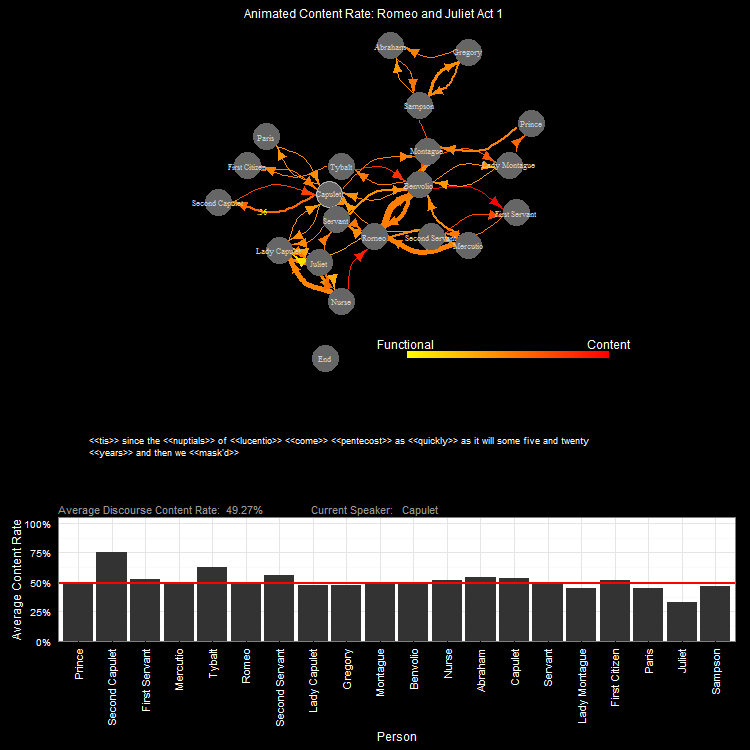 Animated Content Rate: Romeo and Juliet Act 1
Abraham
Gregory
Sampson
Prince
Paris
Montague
First Citizen
Tybalt
Lady Montague
Benvolio
Capulet
Second Capulet
.36
First Servant
Servant
Romeo
Second Servant
Mercutio
Lady Capulet
Juliet
Nurse
Functional Content
End
<<tis>> since the <<nuptials>> of <<lucentio>> <<come>> <<pentecost>> as <<quickly>> as it will some five and twenty
<<years>> and then we <<mask'd>>
Average Discourse Content Rate: 49.27% Current Speaker: Capulet
Average Content Rate
100%
75%
50%
25%
0%
Prince
Second Capulet
First Servant
Mercutio
Tybalt
Romeo
Second Servant
Lady Capulet
Gregory
Montague
Benvolio
Nurse
Abraham
Capulet
Servant
Lady Montague
First Citizen
Paris
Juliet
Sampson
Person